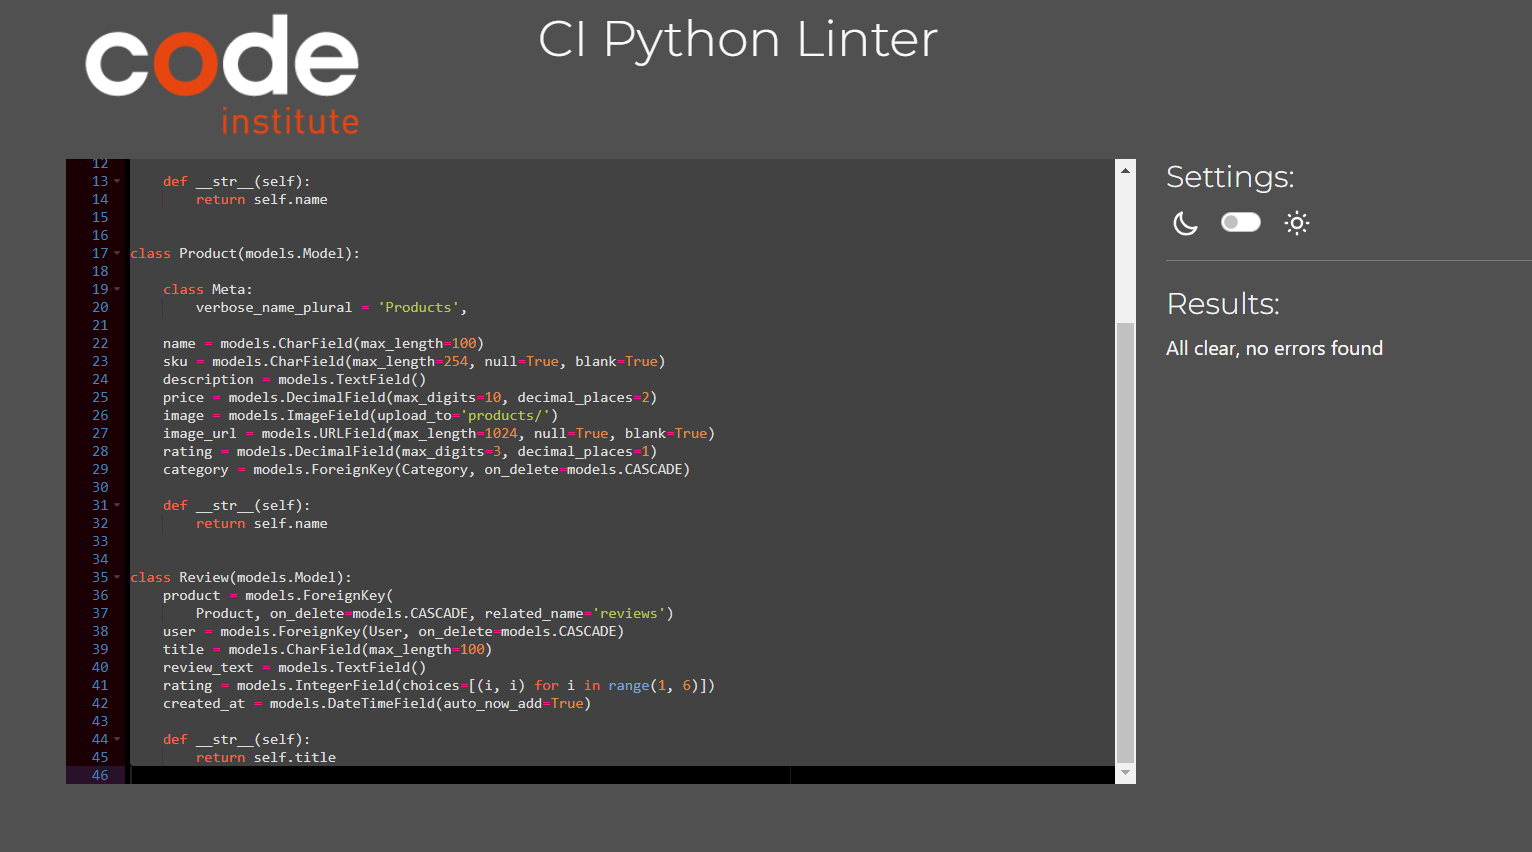 code
institute
CI Python Linter
12
13 def __str__(self):
14 return self.name
15
16
17 class Product(models.Model):
18
19 class Meta:
20 verbose_name_plural = 'Products',
21
22 name = models.CharField(max_length=100)
23 sku = models.CharField(max_length=254, null=True, blank=True)
24 description = models.TextField()
25 price = models.DecimalField(max_digits=10, decimal_places=2)
26 image = models.ImageField(upload_to='products/')
27 image_url = models.URLField(max_length=1024, null=True, blank=True)
28 rating = models.DecimalField(max_digits=3, decimal_places=1)
29 category = models.ForeignKey(Category, on_delete=models.CASCADE)
30
31 def __str__(self):
32 return self.name
33
34
35 class Review(models.Model):
36 product = models.ForeignKey(
37 Product, on_delete=models.CASCADE, related_name='reviews')
38 user = models.ForeignKey(User, on_delete=models.CASCADE)
39 title = models.CharField(max_length=100)
40 review_text = models.TextField()
41 rating = models.IntegerField(choices=[(i, i) for i in range(1, 6)])
42 created_at = models.DateTimeField(auto_now_add=True)
43
44 def __str__(self):
45 return self.title
46
Settings:
Results:
All clear, no errors found